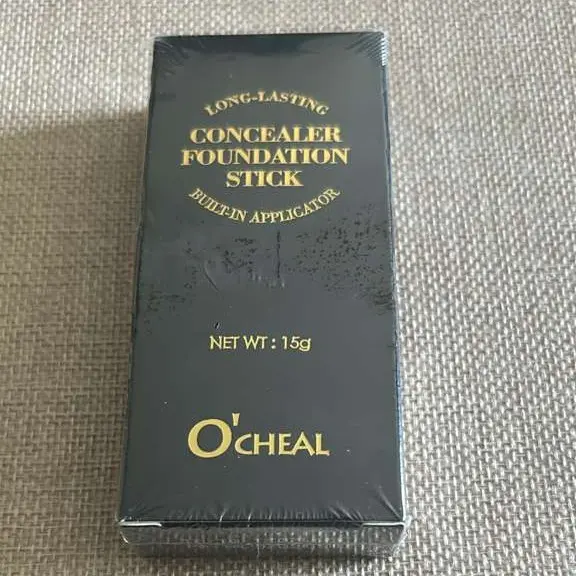 LONG-LASTING
CONCEALER
FOUNDATION
STICK
BUILT-IN APPLICATOR
NET WT : 15g
O'CHEAL